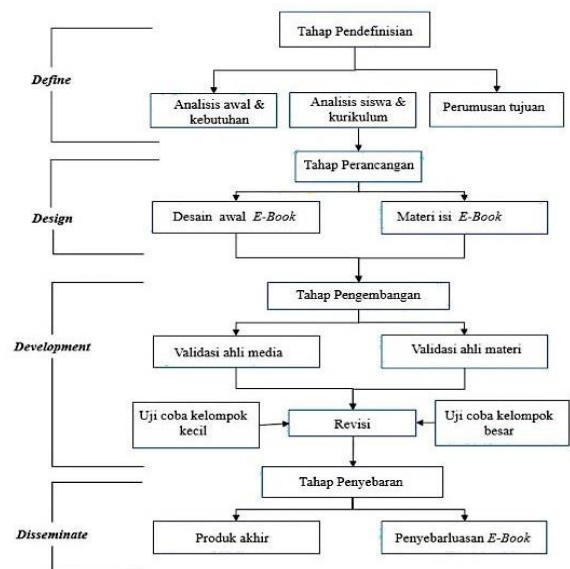 Tahap Pendefinisian
Define
Analisis awal &
kebutuhan
Analisis siswa &
kurikulum
Perumusan tujuan
Tahap Perancangan
Design
Desain awal E-Book
Materi isi E-Book
Tahap Pengembangan
Development
Validasi ahli media
Validasi ahli materi
Uji coba kelompok
kecil
Revisi
Uji coba kelompok
besar
Tahap Penyebaran
Disseminate
Produk akhir
Penyebarluasan E-Book